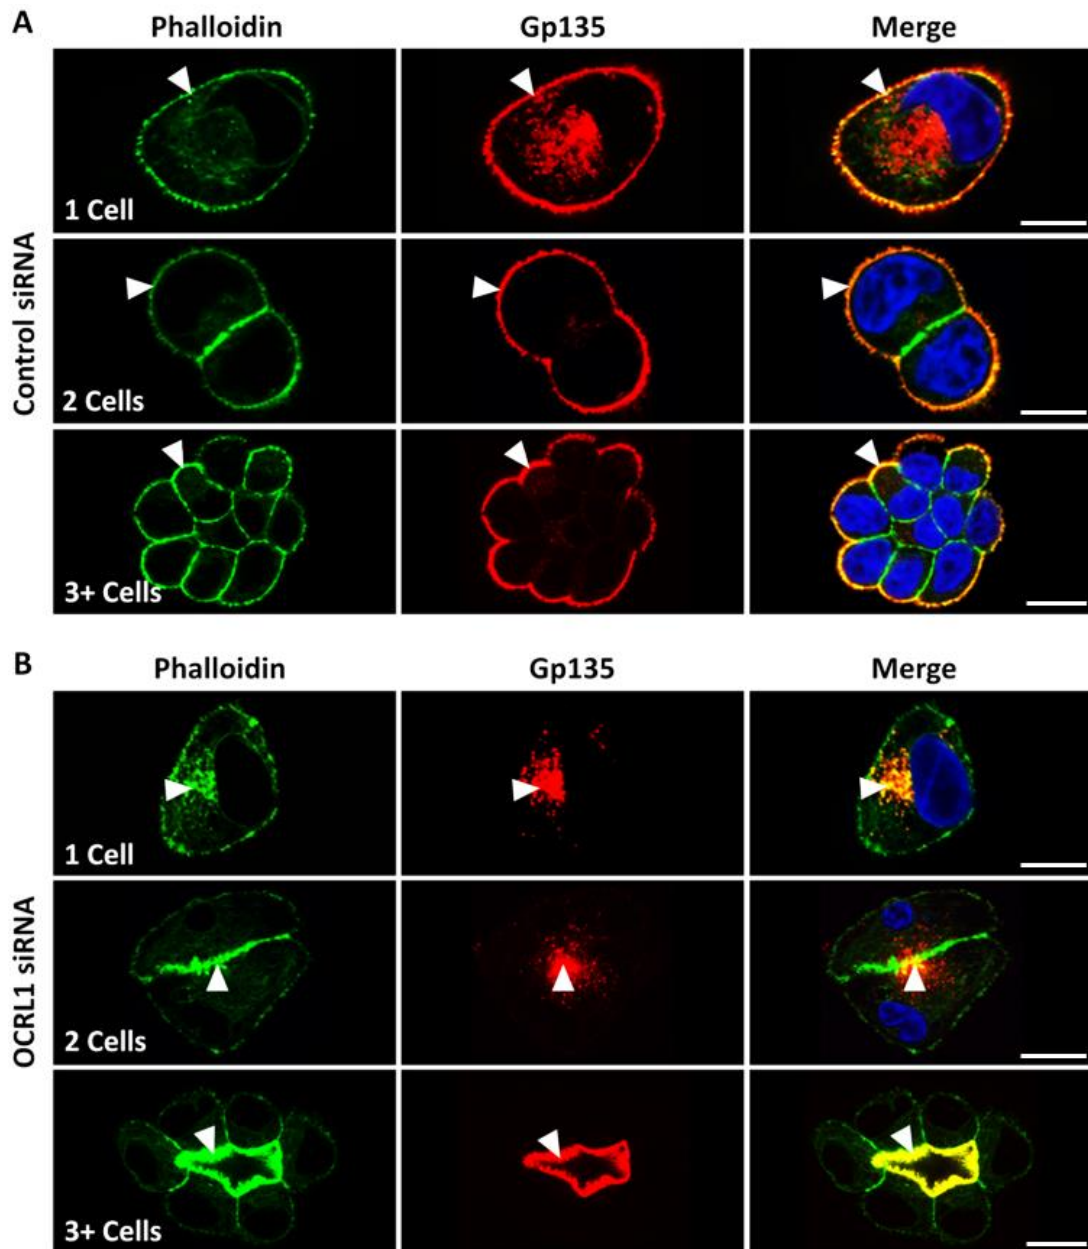 A
Phalloidin Gp135 Merge
Control siRNA
1 Cell
2 Cells
3+ Cells
B
Phalloidin Gp135 Merge
OCRL1 siRNA
1 Cell
2 Cells
3+ Cells